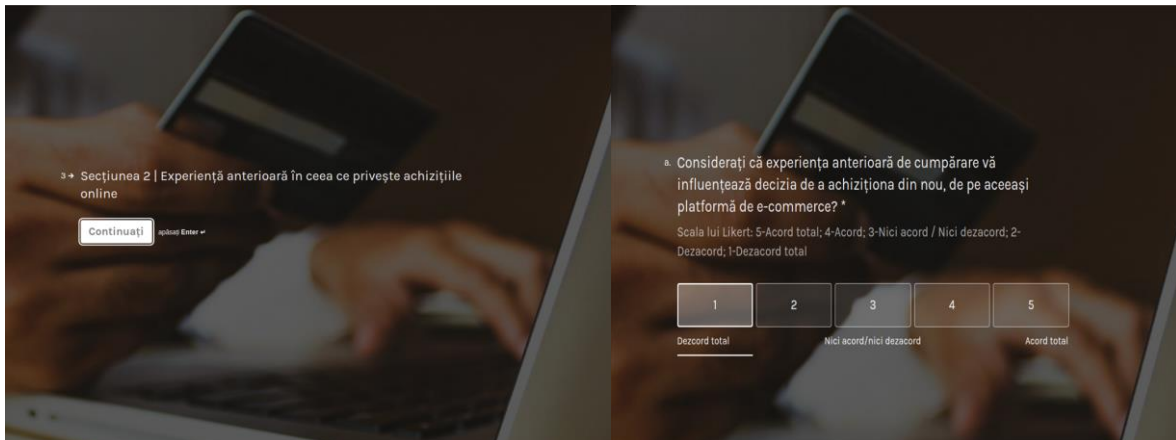 3→ Secțiunea 2 | Experiență anterioară în ceea ce privește achizițiile
online
Continuați
apăsați Enter ↵
a. Considerați că experiența anterioară de cumpărare vă
influențează decizia de a achiziționa din nou, de pe aceeași
platformă de e-commerce? *
Scala lui Likert: 5-Acord total; 4-Acord; 3-Nici acord / Nici dezacord; 2-
Dezacord; 1-Dezacord total
1 2 3 4 5
Dezcord total Nici acord/nici dezacord Acord total